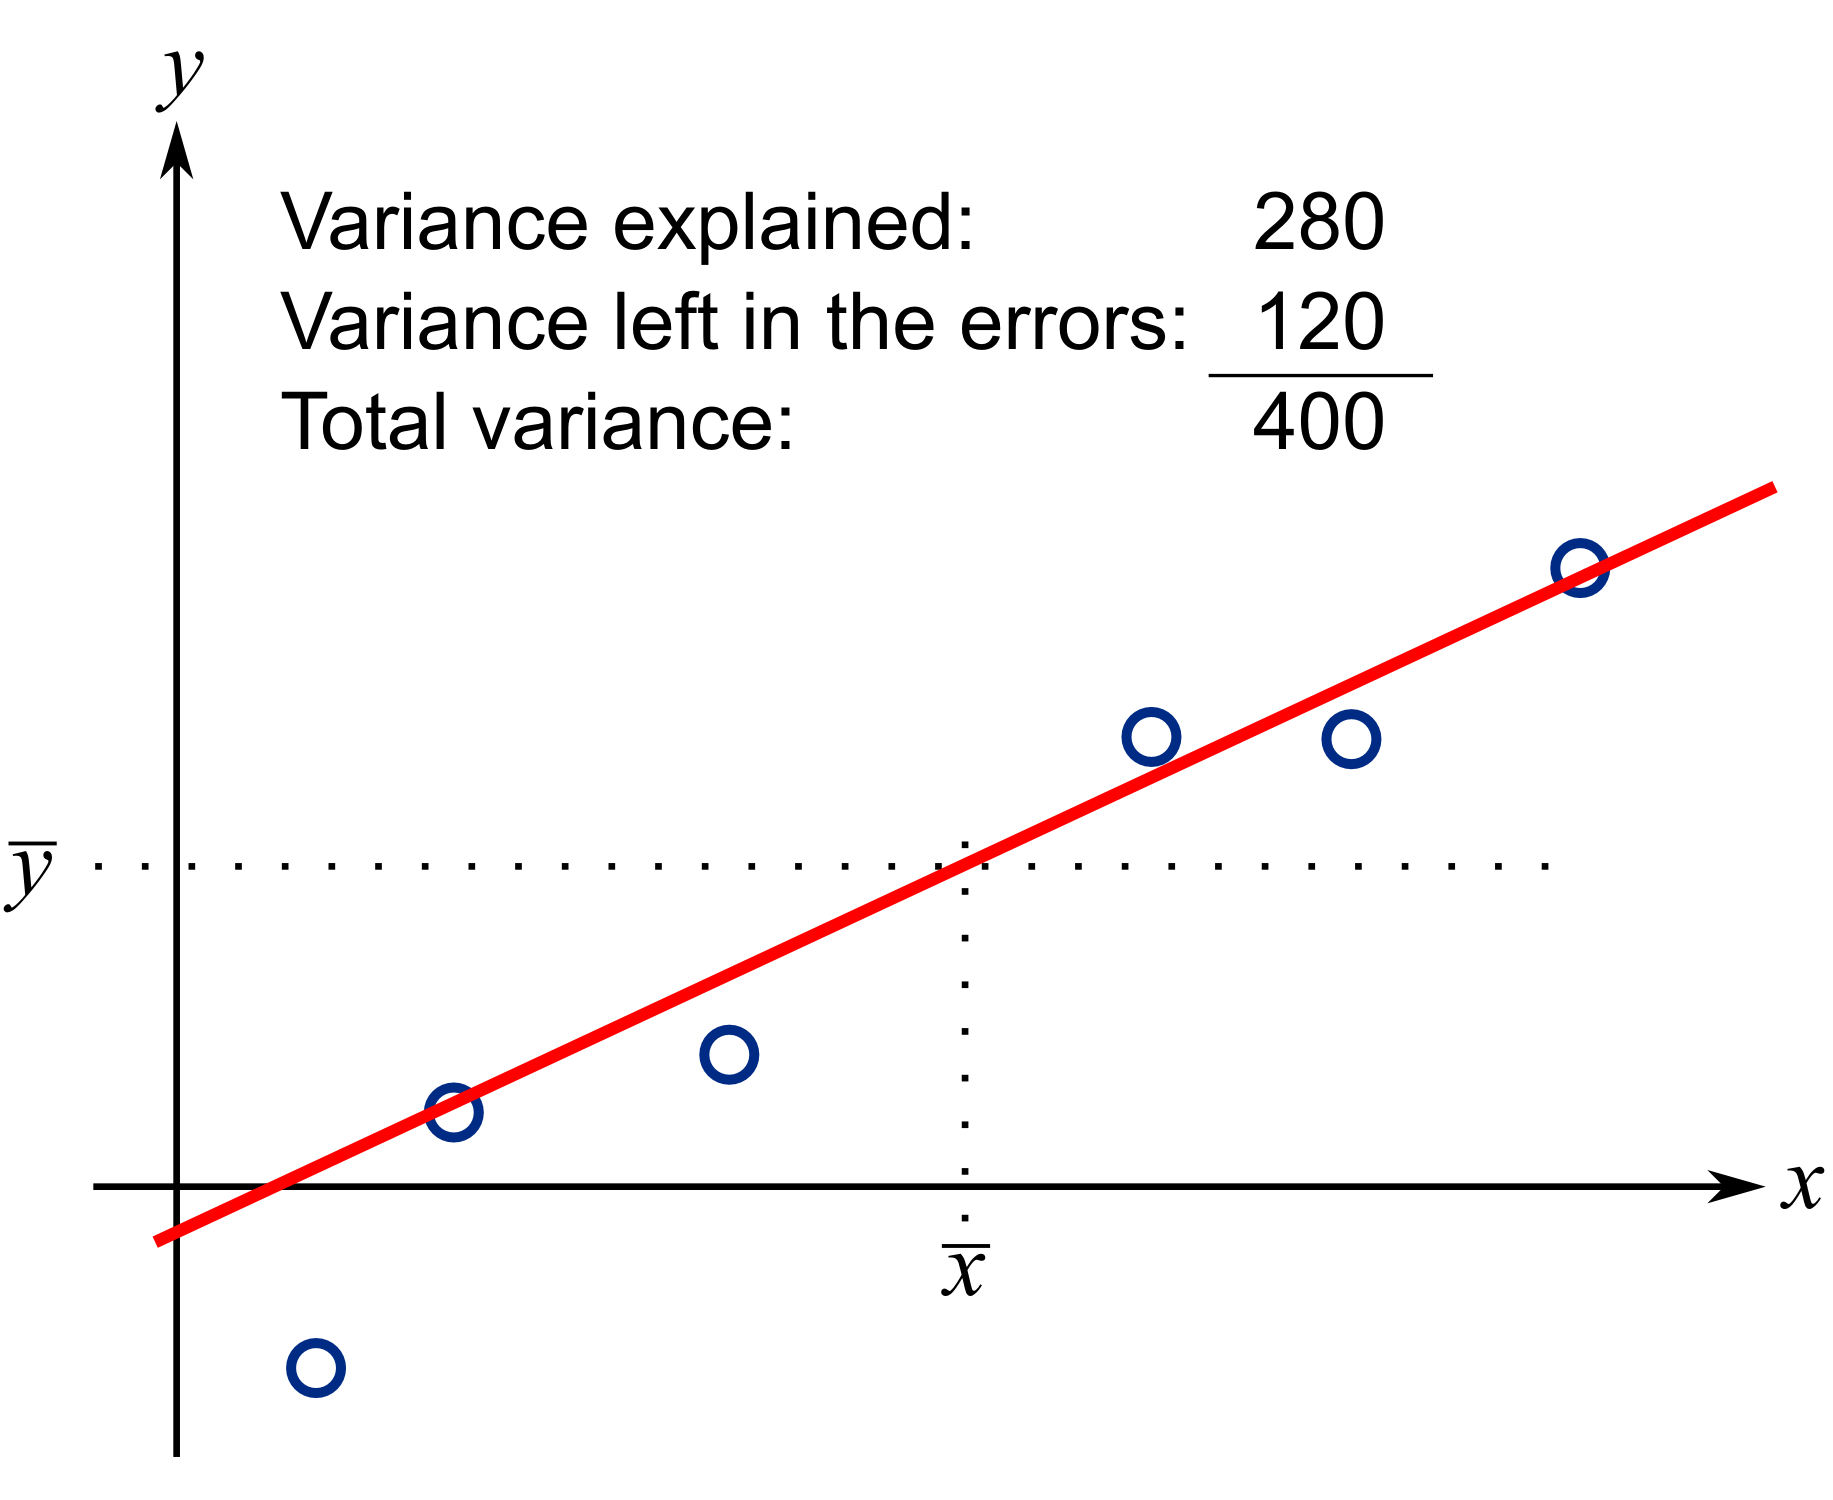 y
Variance explained: 280
Variance left in the errors: 120
Total variance: 400
y̅
x
x̅